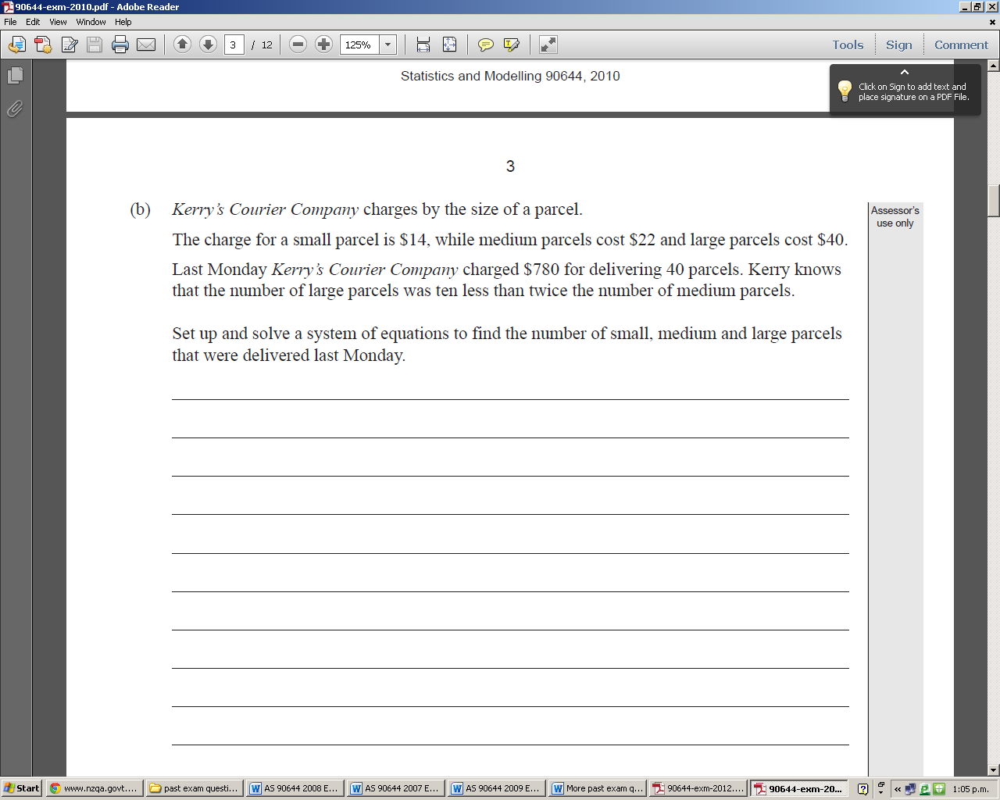 90644-exm-2010.pdf - Adobe Reader
File Edit View Window Help
3 / 12 125% Tools Sign Comment
Statistics and Modelling 90644, 2010
Click on Sign to add text and
place signature on a PDF File.
3
(b) Kerry's Courier Company charges by the size of a parcel.
Assessor's
use only
The charge for a small parcel is $14, while medium parcels cost $22 and large parcels cost $40.
Last Monday Kerry's Courier Company charged $780 for delivering 40 parcels. Kerry knows
that the number of large parcels was ten less than twice the number of medium parcels.
Set up and solve a system of equations to find the number of small, medium and large parcels
that were delivered last Monday.
Start www.nzqa.govt.... past exam questi... AS 90644 2008 E... AS 90644 2007 E... AS 90644 2009 E... More past exam q... 90644-exm-2012.... 90644-exm-20... « 1:05 p.m.